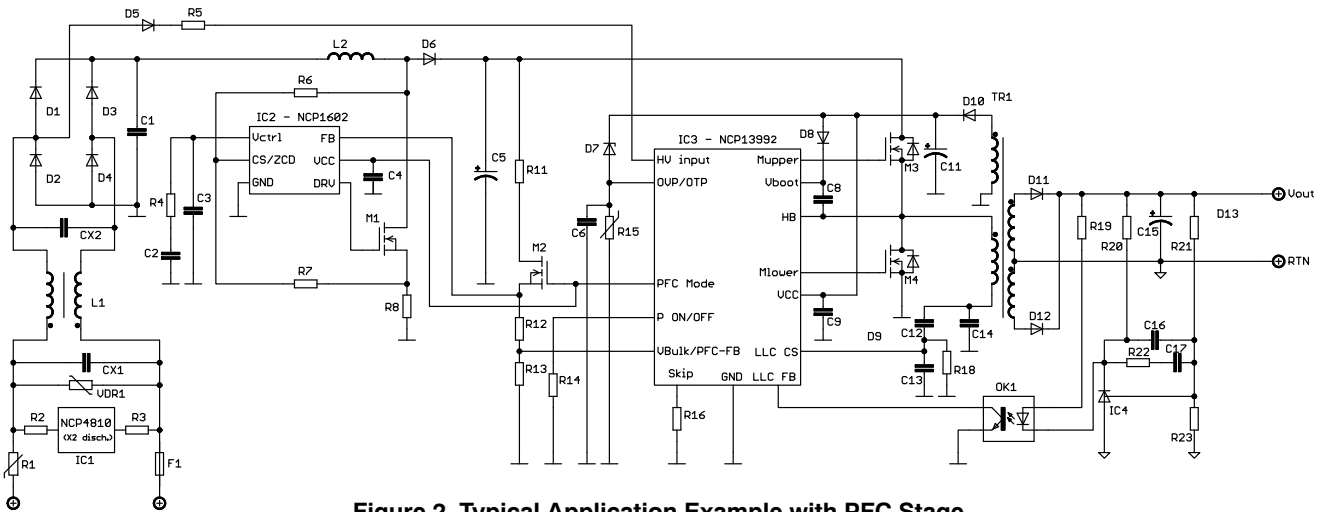 D5
R5
L2
D6
R6
D1
D3
C1
IC2 - NCP1602
Vctrl
FB
CS/ZCD
VCC
GND
DRV
D2
D4
R4
C3
C4
C5
R11
CX2
C2
M1
M2
R7
L1
R8
CX1
VDR1
R2
NCP4810
(X2 disch.)
R3
IC1
R1
F1
R12
R13
R14
D7
C6
R15
IC3 - NCP13992
HV input
Mupper
OVP/OTP
Vboot
HB
Mlower
PFC Mode
VCC
P ON/OFF
VBulk/PFC-FB
LLC CS
Skip
GND
LLC FB
R16
D8
C8
M3
C11
D10
TR1
M4
C9
D9
C12
C14
C13
R18
D11
D12
R19
R20
C15
R21
D13
Vout
RTN
C16
R22
C17
OK1
IC4
R23
Figure 2. Typical Application Example with PFC Stage